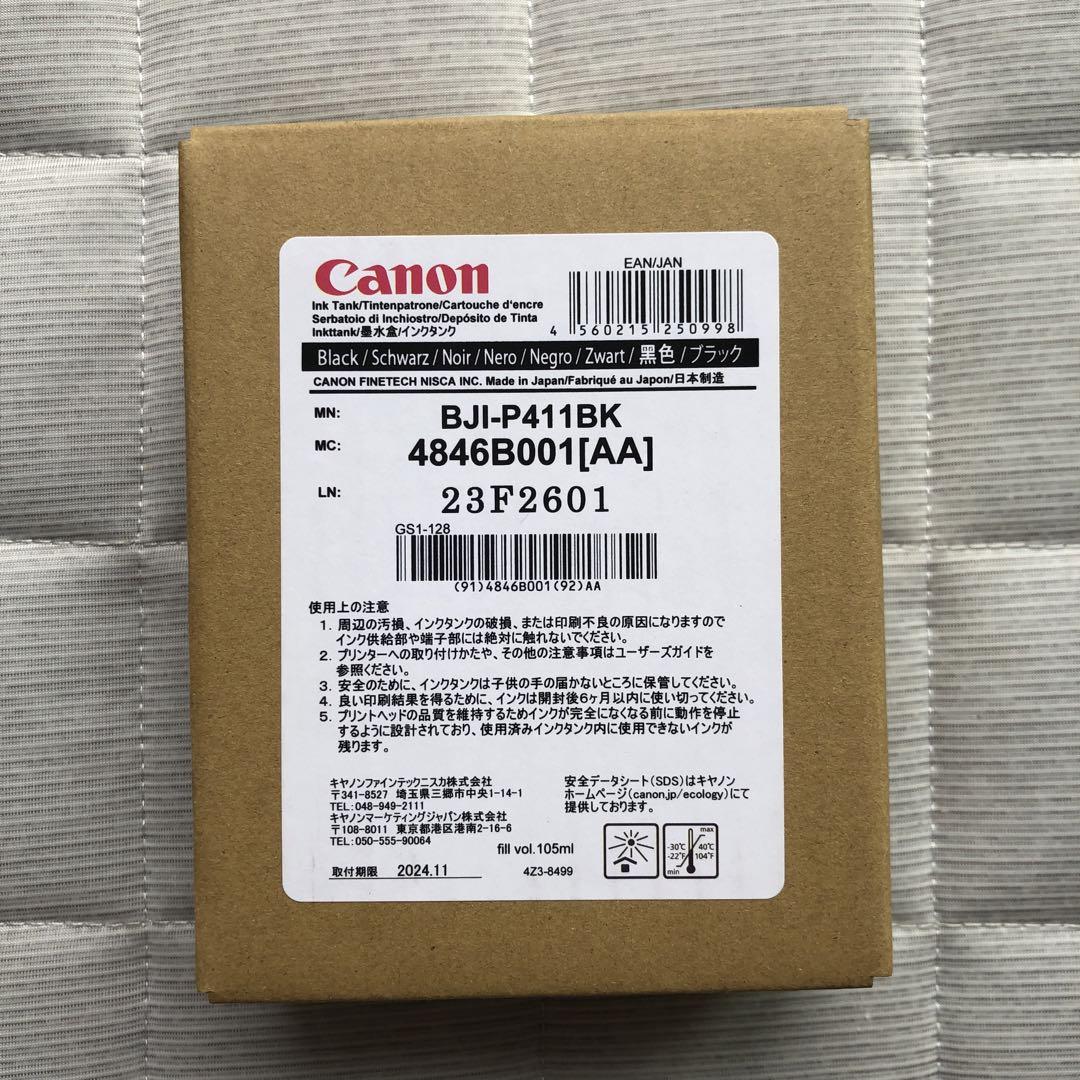 Canon
Ink Tank/Tintenpatrone/Cartouche d'encre
Serbatoio di Inchiostro/Depósito de Tinta
Inkttank/墨水盒/インクタンク
EAN/JAN
4 560215 250998
Black / Schwarz / Noir / Nero / Negro / Zwart / 黑色 / ブラック
CANON FINETECH NISCA INC. Made in Japan/Fabriqué au Japon/日本制造
MN: BJI-P411BK
MC: 4846B001[AA]
LN: 23F2601
GS1-128
(91)4846B001(92)AA
使用上の注意
1. 周辺の汚損、インクタンクの破損、または印刷不良の原因になりますので
インク供給部や端子部には絶対に触れないでください。
2. プリンターへの取り付けかたや、その他の注意事項はユーザーズガイドを
参照ください。
3. 安全のために、インクタンクは子供の手の届かないところに保管してください。
4. 良い印刷結果を得るために、インクは開封後6ヶ月以内に使い切ってください。
5. プリントヘッドの品質を維持するためインクが完全になくなる前に動作を停止
するように設計されており、使用済みインクタンク内に使用できないインクが
残ります。
キヤノンファインテックニスカ株式会社
〒341-8527 埼玉県三郷市中央1-14-1
TEL:048-949-2111
キヤノンマーケティングジャパン株式会社
〒108-8011 東京都港区港南2-16-6
TEL:050-555-90064
安全データシート(SDS)はキヤノン
ホームページ(canon.jp/ecology)にて
提供しております。
fill vol.105ml
取付期限 2024.11
4Z3-8499
max
-30℃ 40℃
-22°F 104°F
min